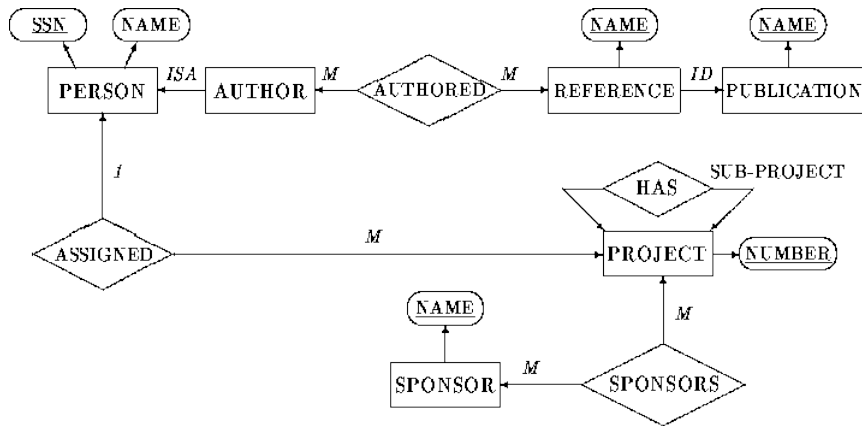 SSN
NAME
NAME
NAME
PERSON
ISA
AUTHOR
M
AUTHORED
M
REFERENCE
ID
PUBLICATION
1
HAS
SUB-PROJECT
ASSIGNED
M
PROJECT
NUMBER
NAME
M
SPONSOR
M
SPONSORS